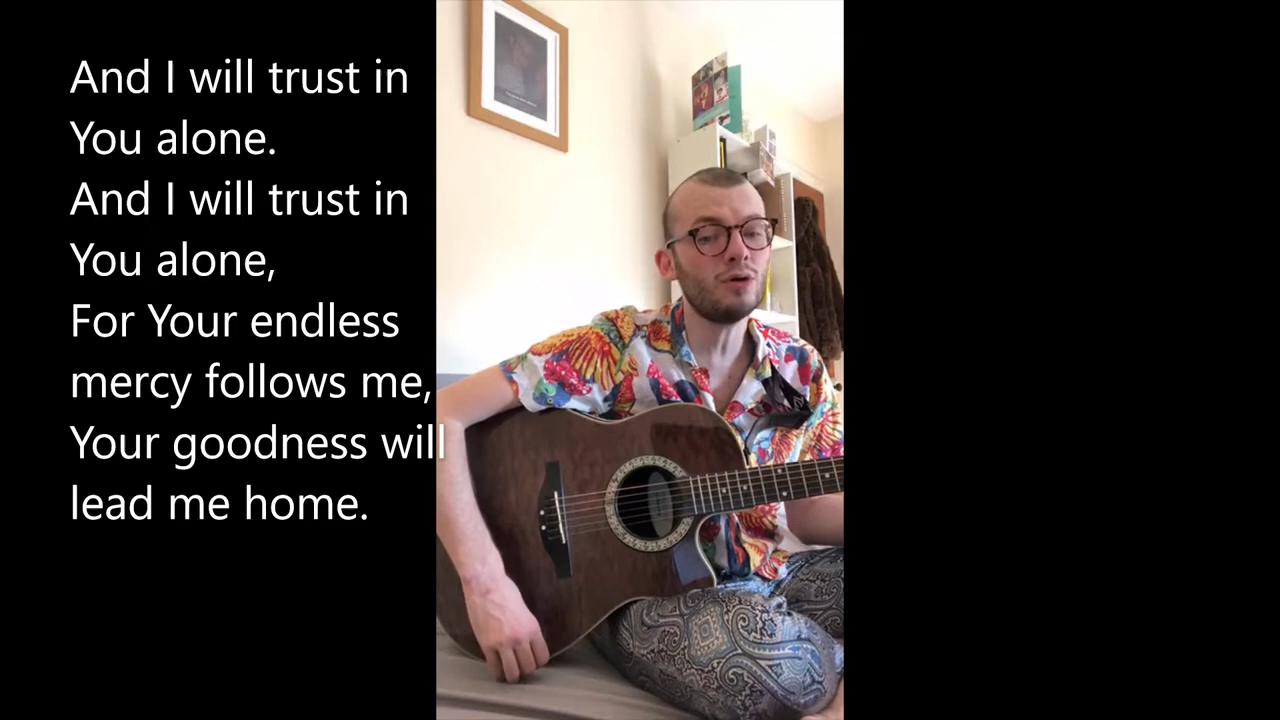 And I will trust in
You alone.
And I will trust in
You alone,
For Your endless
mercy follows me,
Your goodness will
lead me home.